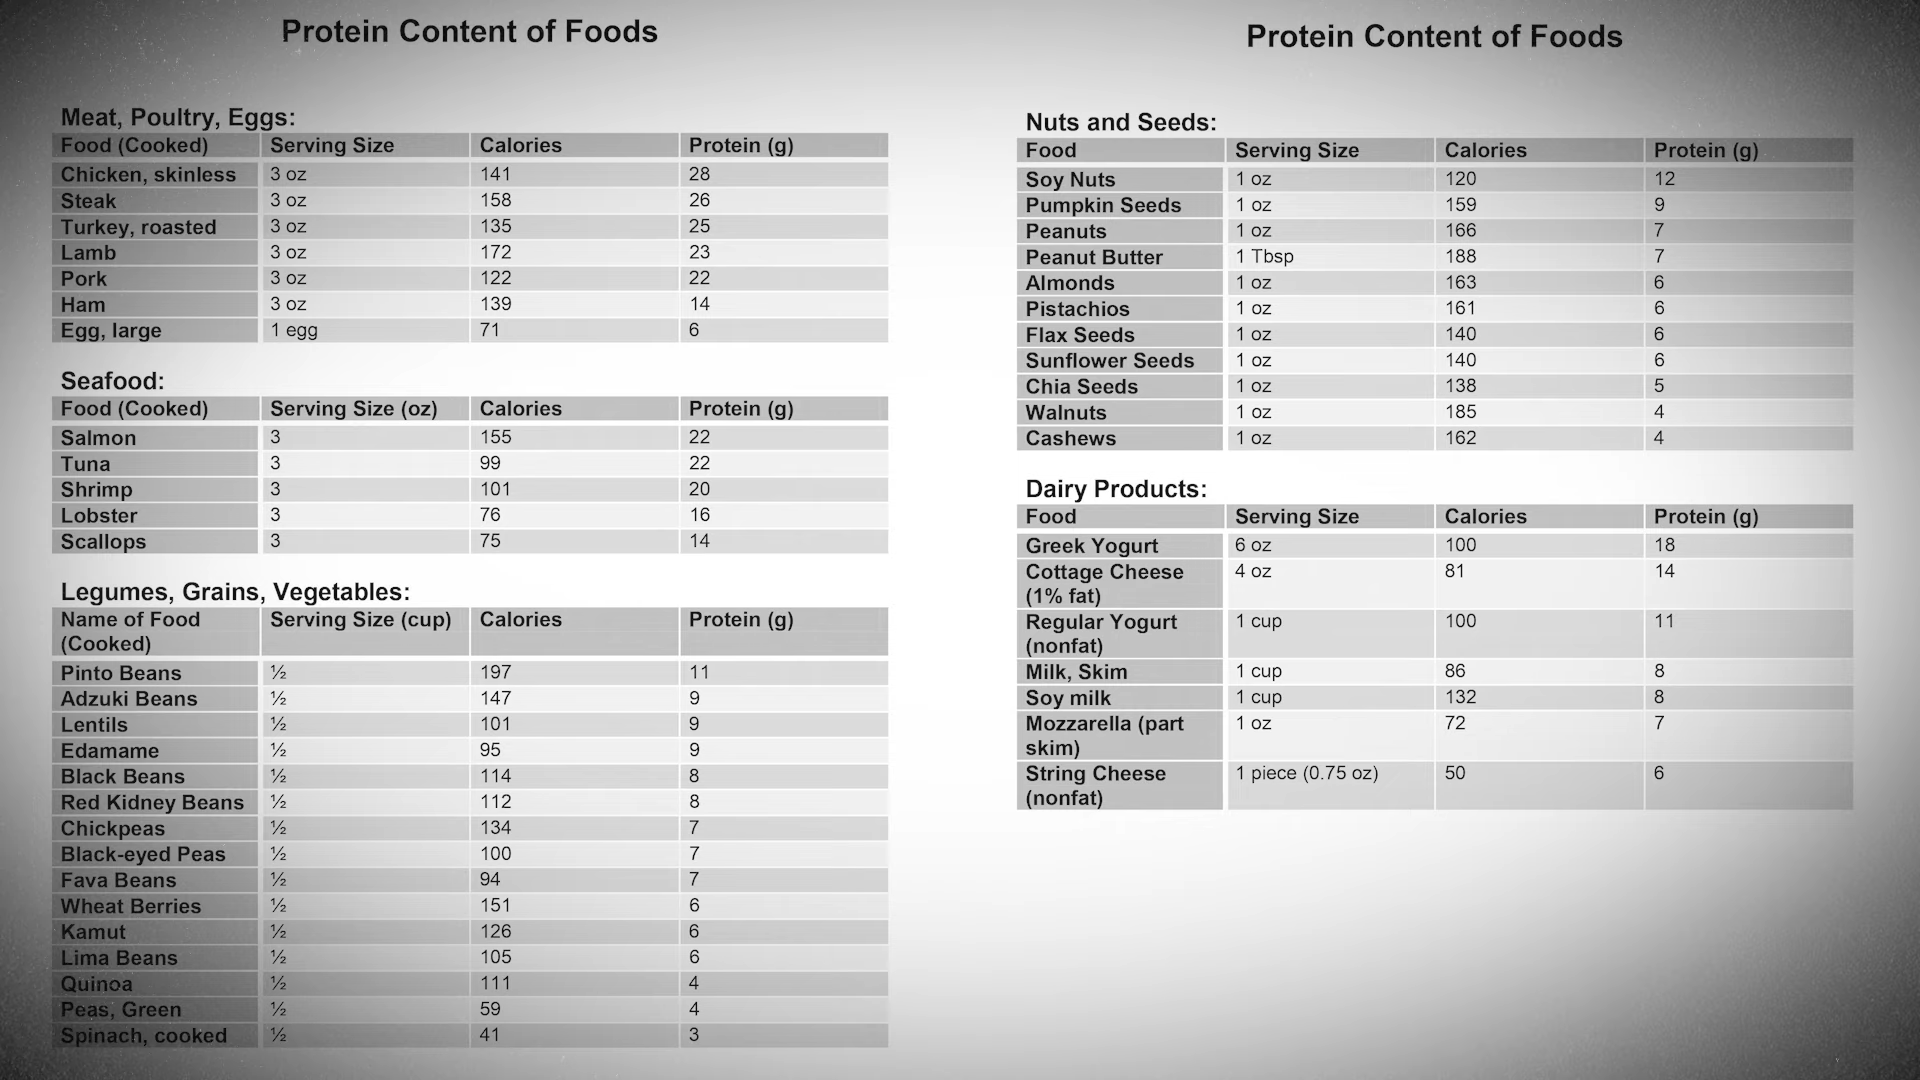 Protein Content of Foods
Meat, Poultry, Eggs:
Food (Cooked) Serving Size Calories Protein (g)
Chicken, skinless 3 oz 141 28
Steak 3 oz 158 26
Turkey, roasted 3 oz 135 25
Lamb 3 oz 172 23
Pork 3 oz 122 22
Ham 3 oz 139 14
Egg, large 1 egg 71 6
Seafood:
Food (Cooked) Serving Size (oz) Calories Protein (g)
Salmon 3 155 22
Tuna 3 99 22
Shrimp 3 101 20
Lobster 3 76 16
Scallops 3 75 14
Legumes, Grains, Vegetables:
Name of Food Serving Size (cup) Calories Protein (g)
(Cooked)
Pinto Beans ½ 197 11
Adzuki Beans ½ 147 9
Lentils ½ 101 9
Edamame ½ 95 9
Black Beans ½ 114 8
Red Kidney Beans ½ 112 8
Chickpeas ½ 134 7
Black-eyed Peas ½ 100 7
Fava Beans ½ 94 7
Wheat Berries ½ 151 6
Kamut ½ 126 6
Lima Beans ½ 105 6
Quinoa ½ 111 4
Peas, Green ½ 59 4
Spinach, cooked ½ 41 3
Protein Content of Foods
Nuts and Seeds:
Food Serving Size Calories Protein (g)
Soy Nuts 1 oz 120 12
Pumpkin Seeds 1 oz 159 9
Peanuts 1 oz 166 7
Peanut Butter 1 Tbsp 188 7
Almonds 1 oz 163 6
Pistachios 1 oz 161 6
Flax Seeds 1 oz 140 6
Sunflower Seeds 1 oz 140 6
Chia Seeds 1 oz 138 5
Walnuts 1 oz 185 4
Cashews 1 oz 162 4
Dairy Products:
Food Serving Size Calories Protein (g)
Greek Yogurt 6 oz 100 18
Cottage Cheese 4 oz 81 14
(1% fat)
Regular Yogurt 1 cup 100 11
(nonfat)
Milk, Skim 1 cup 86 8
Soy milk 1 cup 132 8
Mozzarella (part 1 oz 72 7
skim)
String Cheese 1 piece (0.75 oz) 50 6
(nonfat)